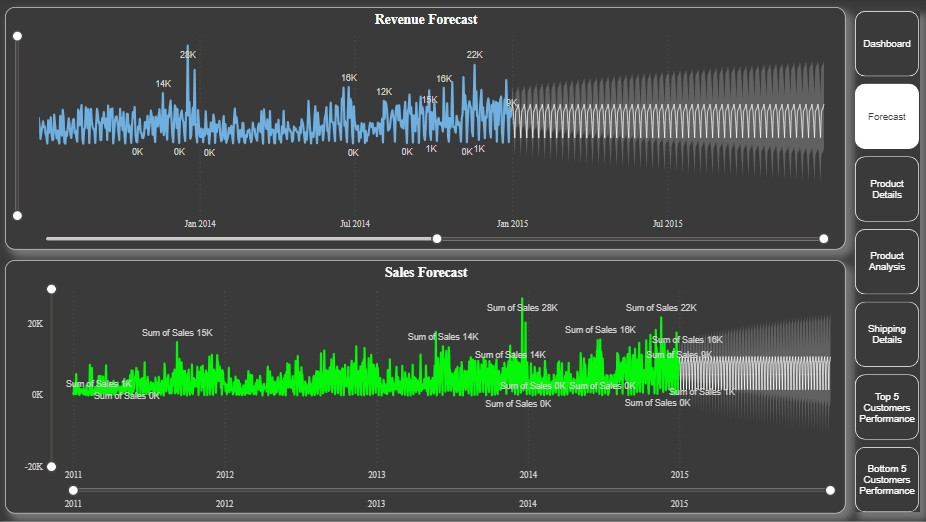 Revenue Forecast
28K
22K
14K
16K
16K
12K
15K
9K
0K
0K
0K
0K
0K
1K
0K
1K
Jan 2014
Jul 2014
Jan 2015
Jul 2015
Sales Forecast
20K
0K
-20K
Sum of Sales 28K
Sum of Sales 22K
Sum of Sales 15K
Sum of Sales 16K
Sum of Sales 14K
Sum of Sales 16K
Sum of Sales 14K
Sum of Sales 9K
Sum of Sales 1K
Sum of Sales 0K
Sum of Sales 0K
Sum of Sales 1K
Sum of Sales 0K
Sum of Sales 0K
Sum of Sales 0K
2011
2012
2013
2014
2015
2011
2012
2013
2014
2015
Dashboard
Forecast
Product
Details
Product
Analysis
Shipping
Details
Top 5
Customers
Performance
Bottom 5
Customers
Performance